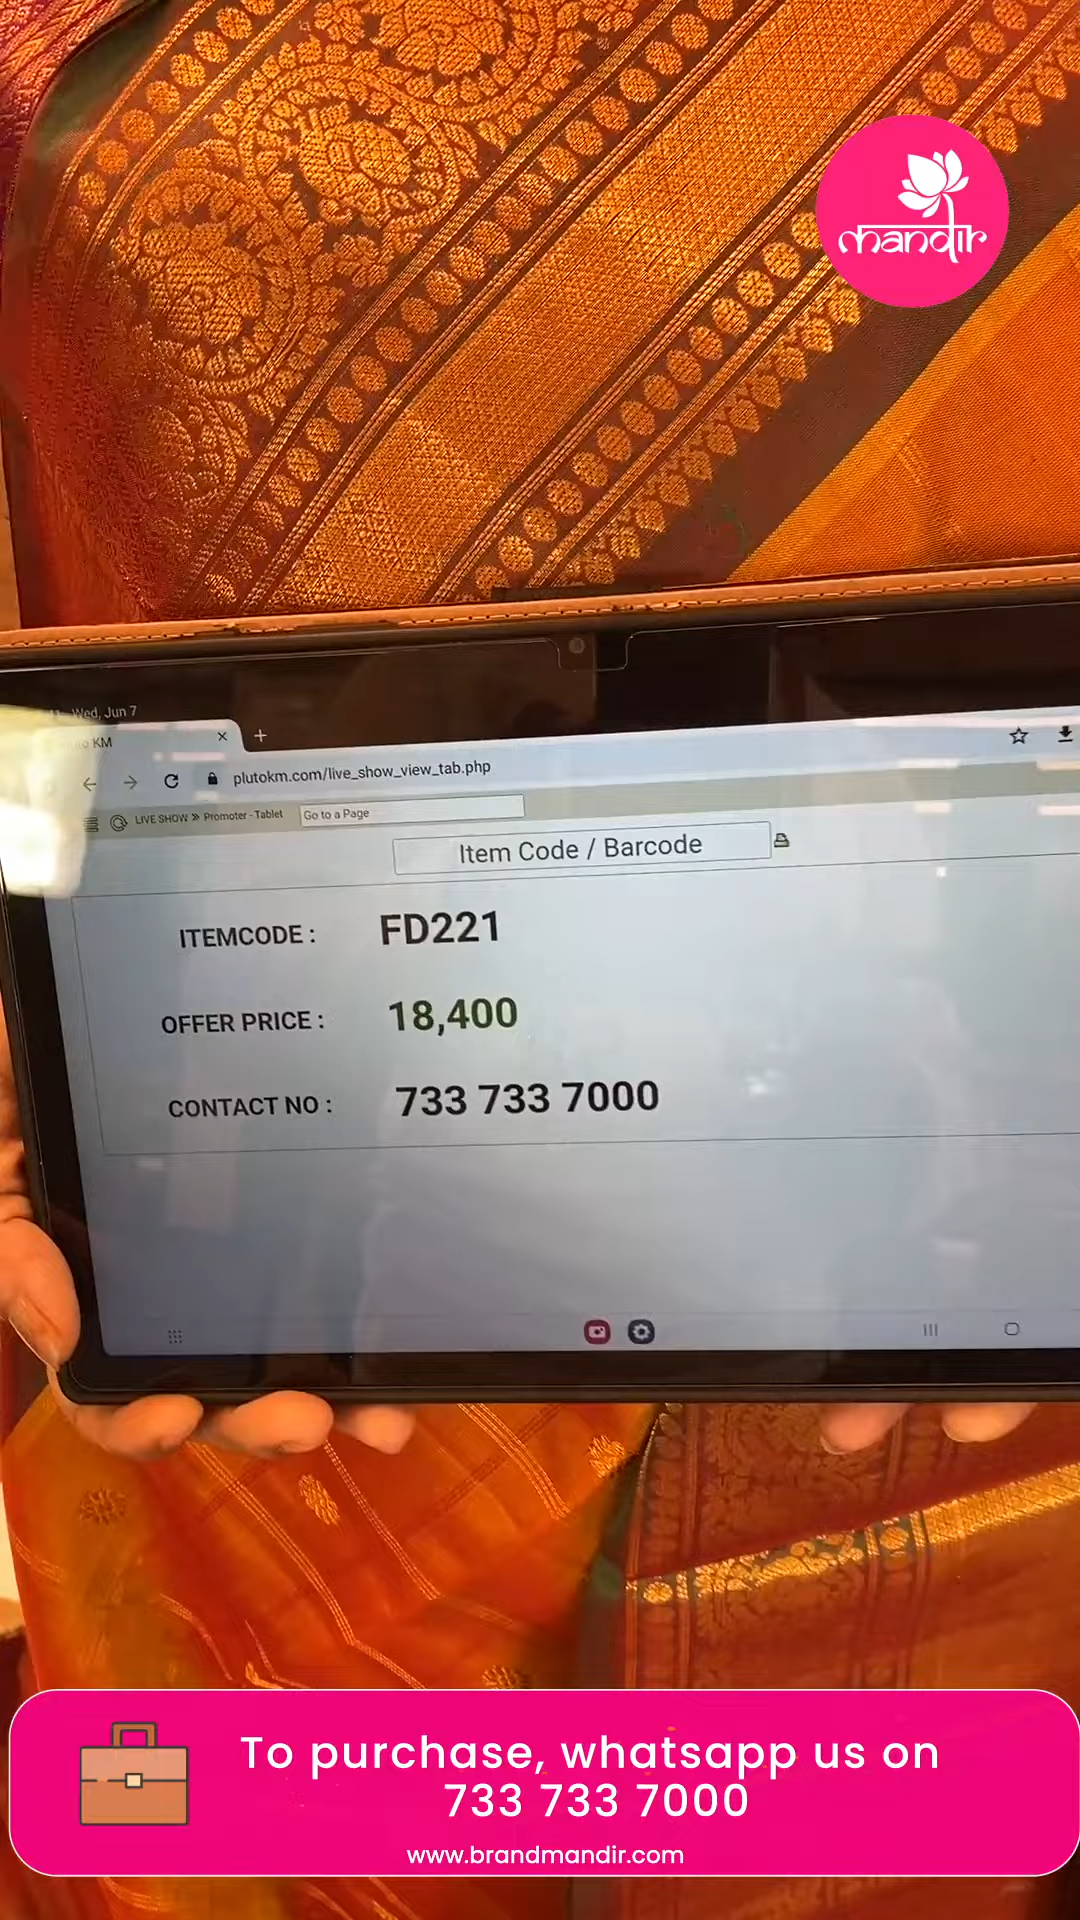 mandir
Wed, Jun 7
KM
plutokm.com/live_show_view_tab.php
LIVE SHOW » Promoter - Tablet Go to a Page
Item Code / Barcode
ITEMCODE : FD221
OFFER PRICE : 18,400
CONTACT NO : 733 733 7000
To purchase, whatsapp us on
733 733 7000
www.brandmandir.com